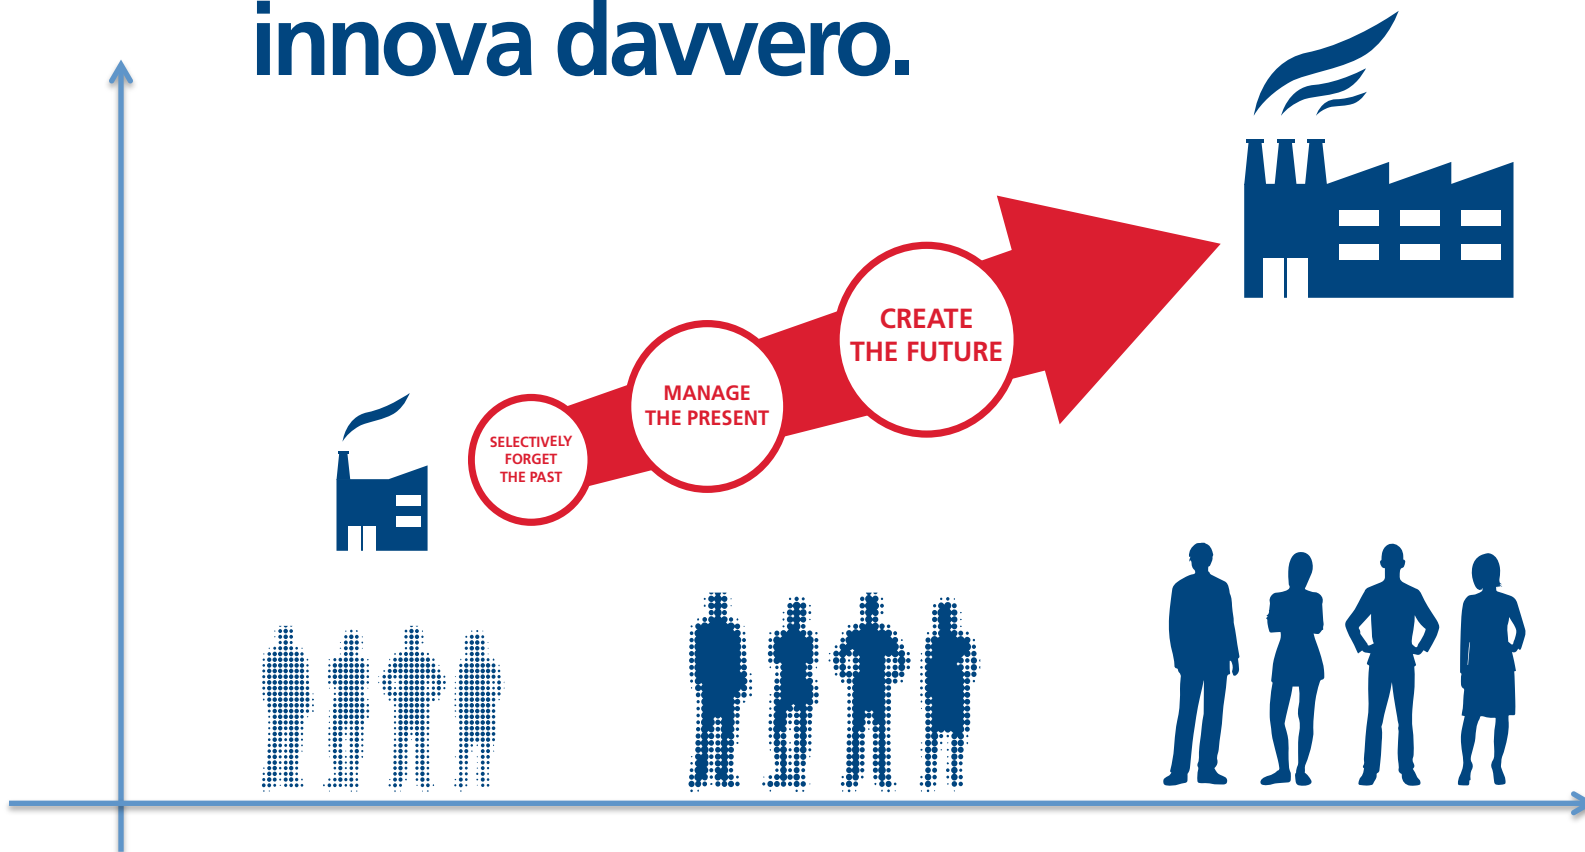 innova davvero.
CREATE
THE FUTURE
MANAGE
THE PRESENT
SELECTIVELY
FORGET
THE PAST